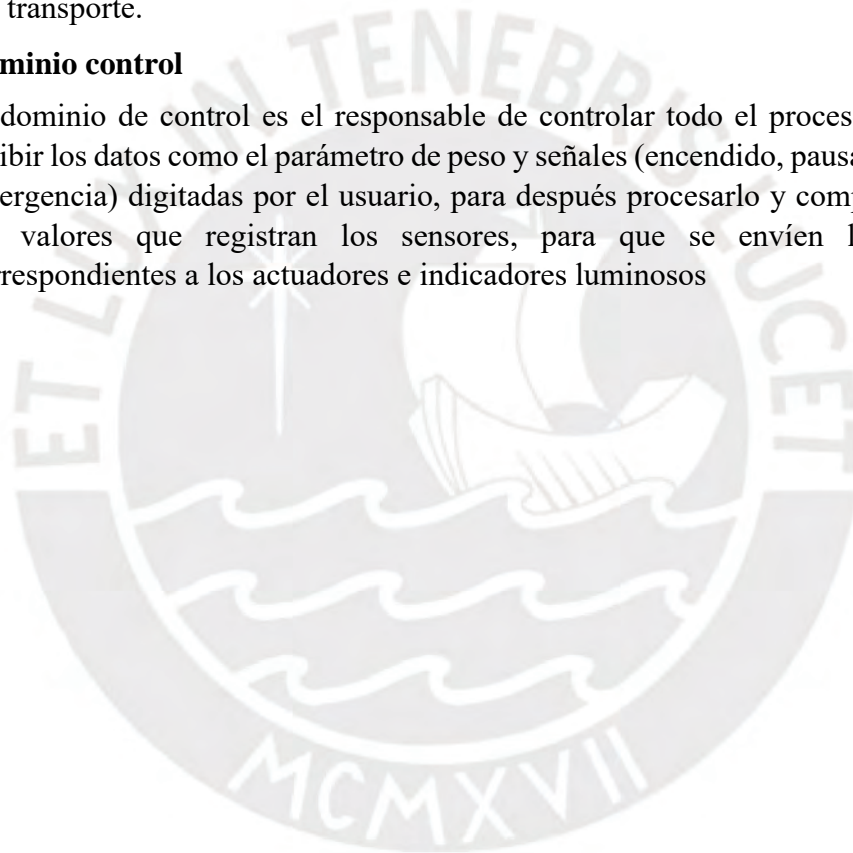 transporte.
minio control
dominio de control es el responsable de controlar todo el proces
ibir los datos como el parámetro de peso y señales (encendido, pausa
ergencia) digitadas por el usuario, para después procesarlo y comp
valores que registran los sensores, para que se envíen l
rrespondientes a los actuadores e indicadores luminosos
ET LUX IN TENEBRIS LUCET
MCMXVII